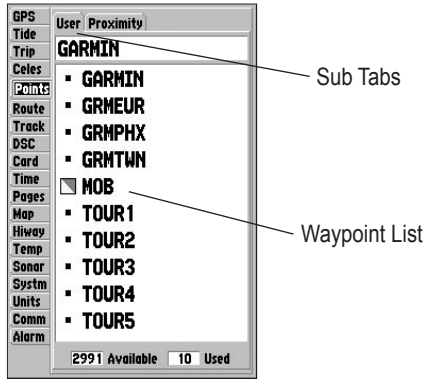 GPS
Tide
Trip
Celes
Points
Route
Track
DSC
Card
Time
Pages
Map
Hiway
Temp
Sonar
Systm
Units
Comm
Alarm
User Proximity
GARMIN
GARMIN
GRMEUR
GRMPHX
GRMTWN
MOB
TOUR1
TOUR2
TOUR3
TOUR4
TOUR5
2991 Available 10 Used
Sub Tabs
Waypoint List